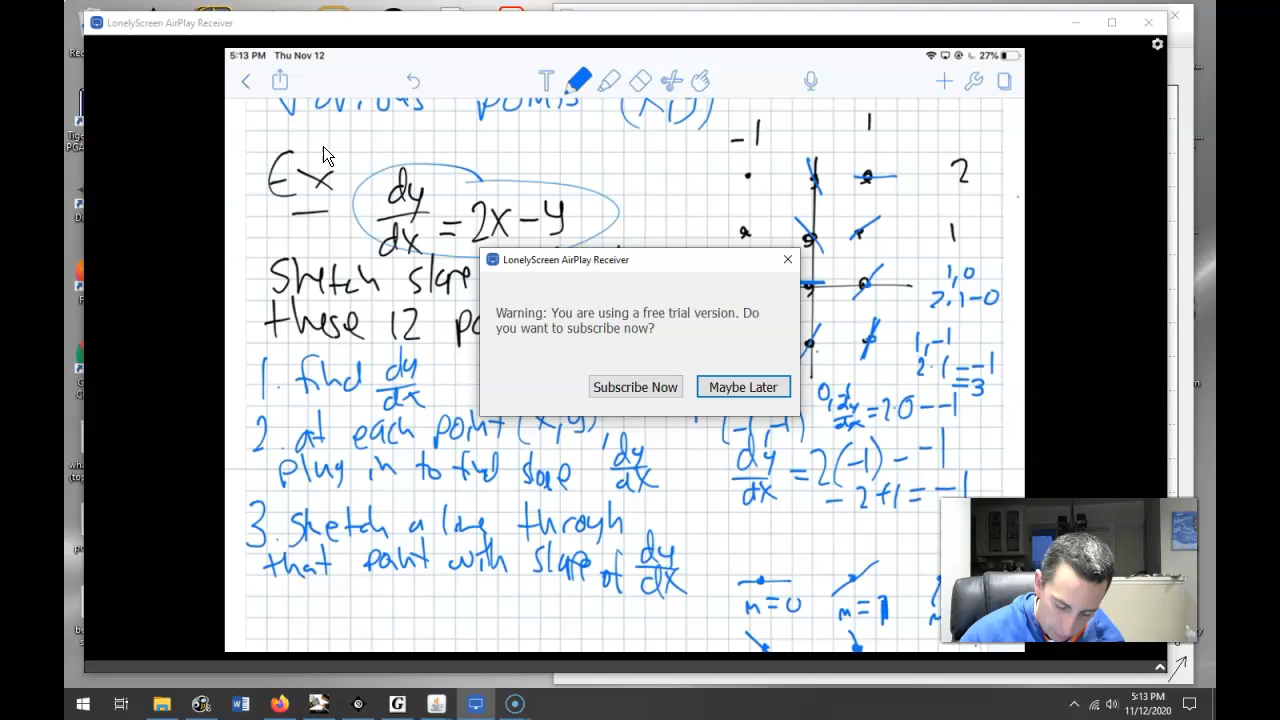 LonelyScreen AirPlay Receiver
5:13 PM Thu Nov 12
27%
T
various points (x,y)
-1 1
Ex
dy/dx = 2x - y
2
1
Sketch slope
these 12
LonelyScreen AirPlay Receiver
Warning: You are using a free trial version. Do
you want to subscribe now?
Subscribe Now Maybe Later
1,0
2·1-0
1,-1
2·1 - -1
= 3
1. find dy/dx
0,-1 dy/dx = 2·0 - -1
2. at each point (x,y),
plug in to find slope dy/dx
(-1,-1)
dy/dx = 2(-1) - -1
-2+1 = -1
3. Sketch a line through
that point with slope of dy/dx
m=0 m=1
5:13 PM
11/12/2020